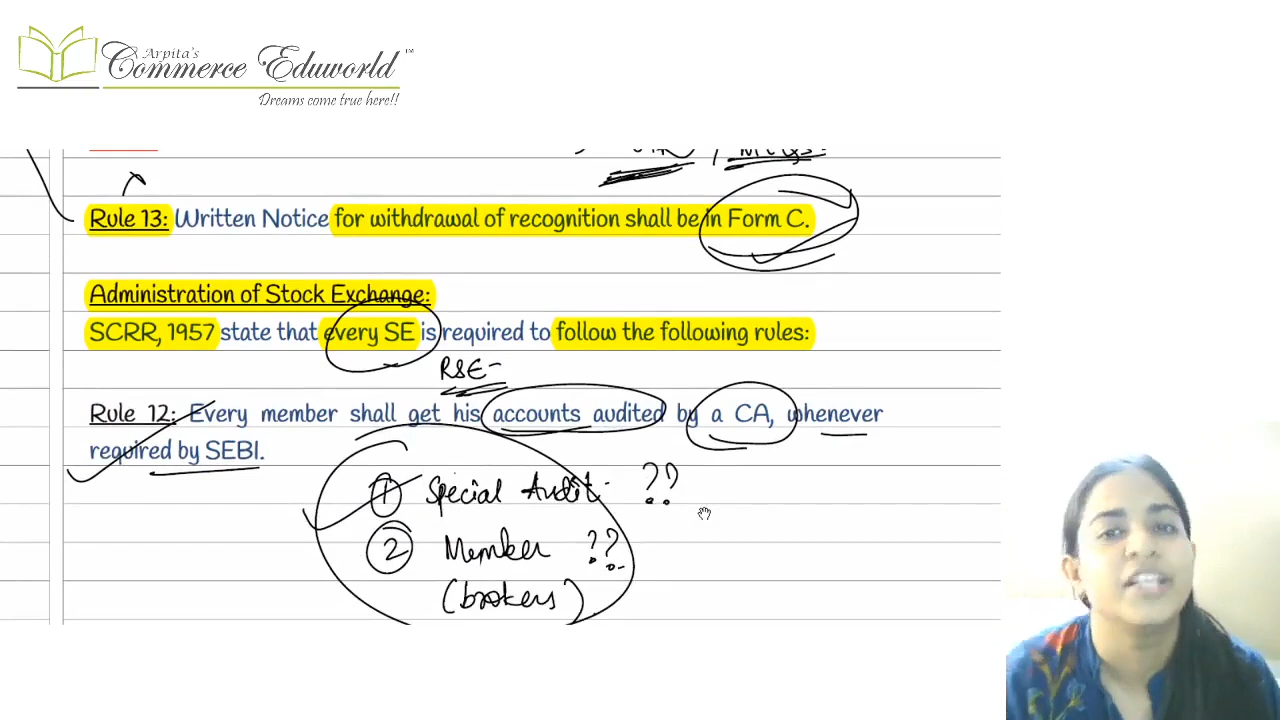 Arpita's
Commerce Eduworld™
Dreams come true here!!
Rule 13: Written Notice for withdrawal of recognition shall be in Form C.
Administration of Stock Exchange:
SCRR, 1957 state that every SE is required to follow the following rules:
RSE-
Rule 12: Every member shall get his accounts audited by a CA, whenever
required by SEBI.
1 Special Audit- ??
2 Member ??
(brokers)